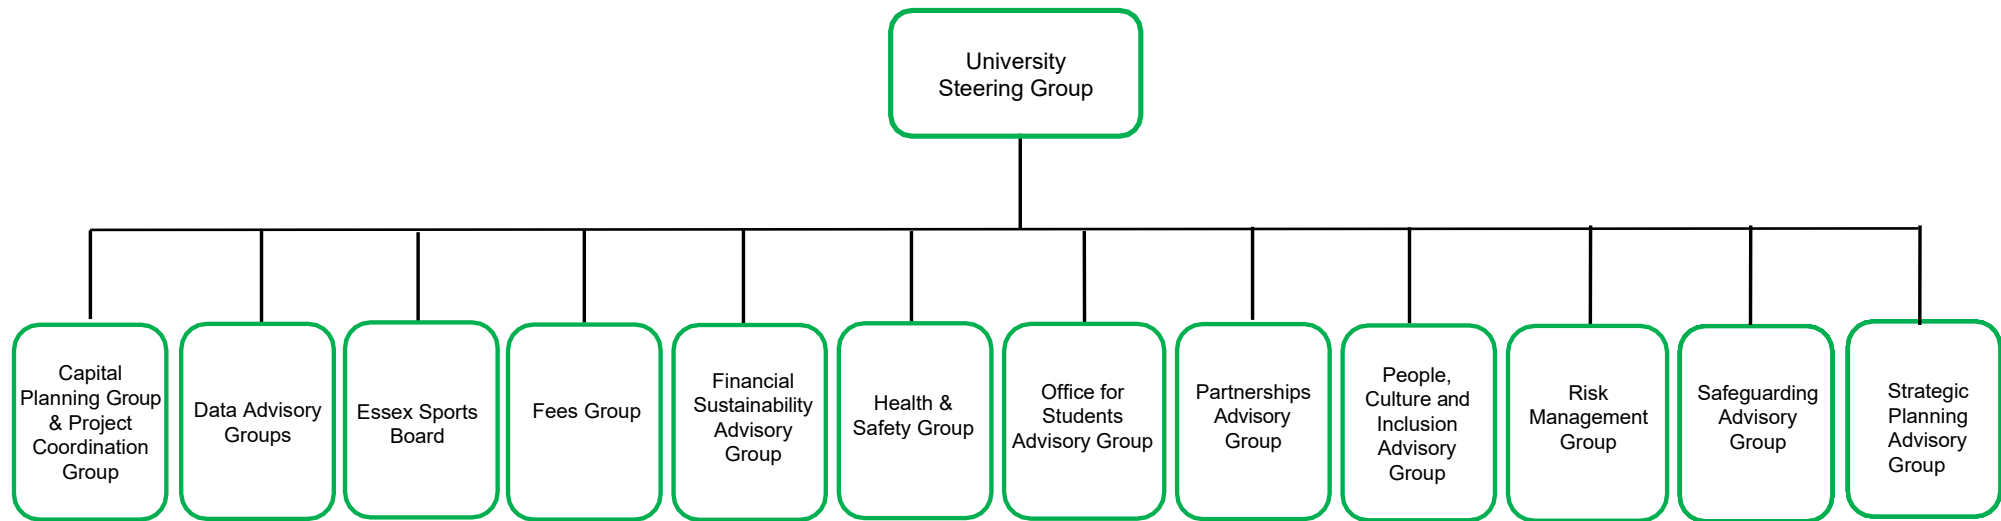 University
Steering Group
Capital
Planning Group
& Project
Coordination
Group
Data Advisory
Groups
Essex Sports
Board
Fees Group
Financial
Sustainability
Advisory
Group
Health &
Safety Group
Office for
Students
Advisory Group
Partnerships
Advisory
Group
People,
Culture and
Inclusion
Advisory
Group
Risk
Management
Group
Safeguarding
Advisory
Group
Strategic
Planning
Advisory
Group